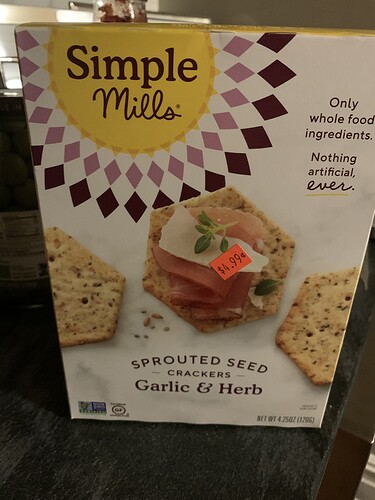 Simple
Mills®
Only
whole food
ingredients.
Nothing
artificial,
ever.
$4.99¢
SPROUTED SEED
CRACKERS
Garlic & Herb
GF
NET WT 4.25OZ (120G)